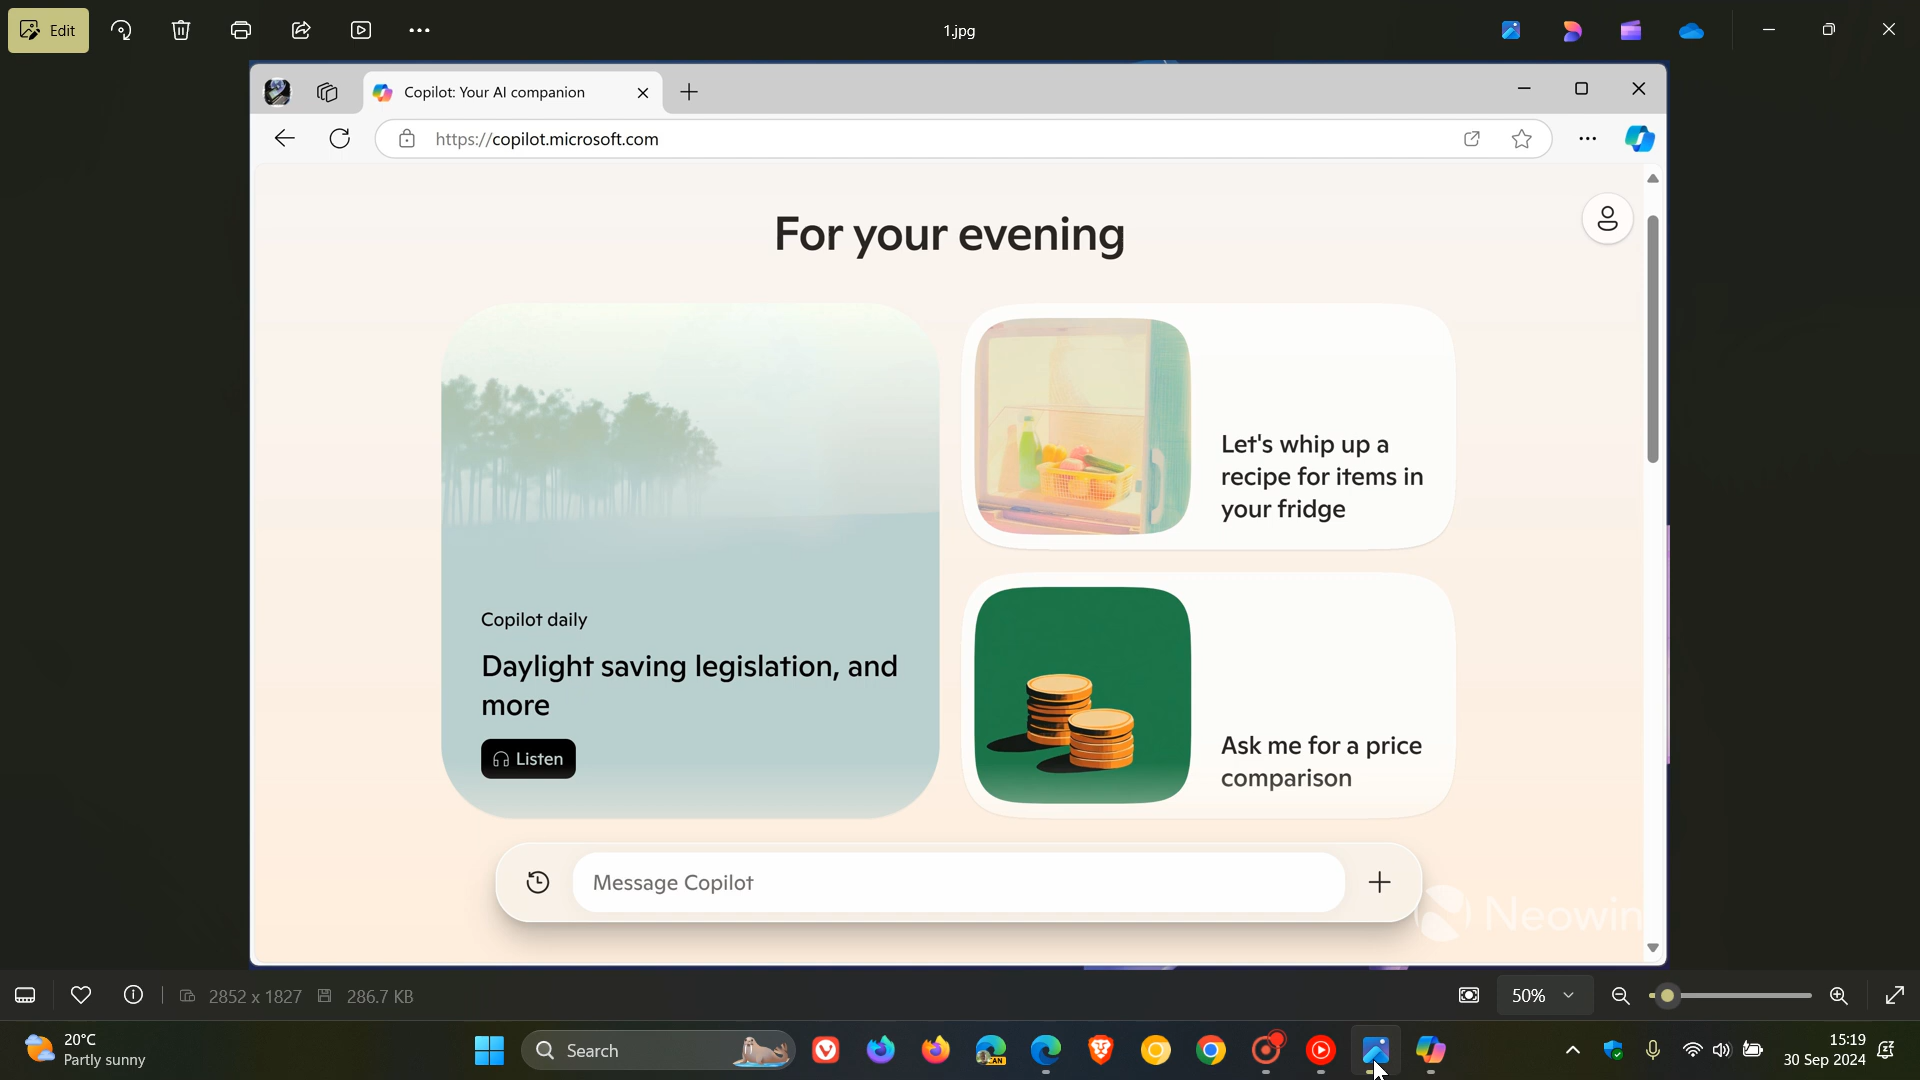 Edit
1.jpg
Copilot: Your AI companion
https://copilot.microsoft.com
For your evening
Let's whip up a
recipe for items in
your fridge
Copilot daily
Daylight saving legislation, and
more
Listen
Ask me for a price
comparison
Message Copilot
Neowin
2852 x 1827
286.7 KB
50%
20°C
Partly sunny
Search
CAN
15:19
30 Sep 2024